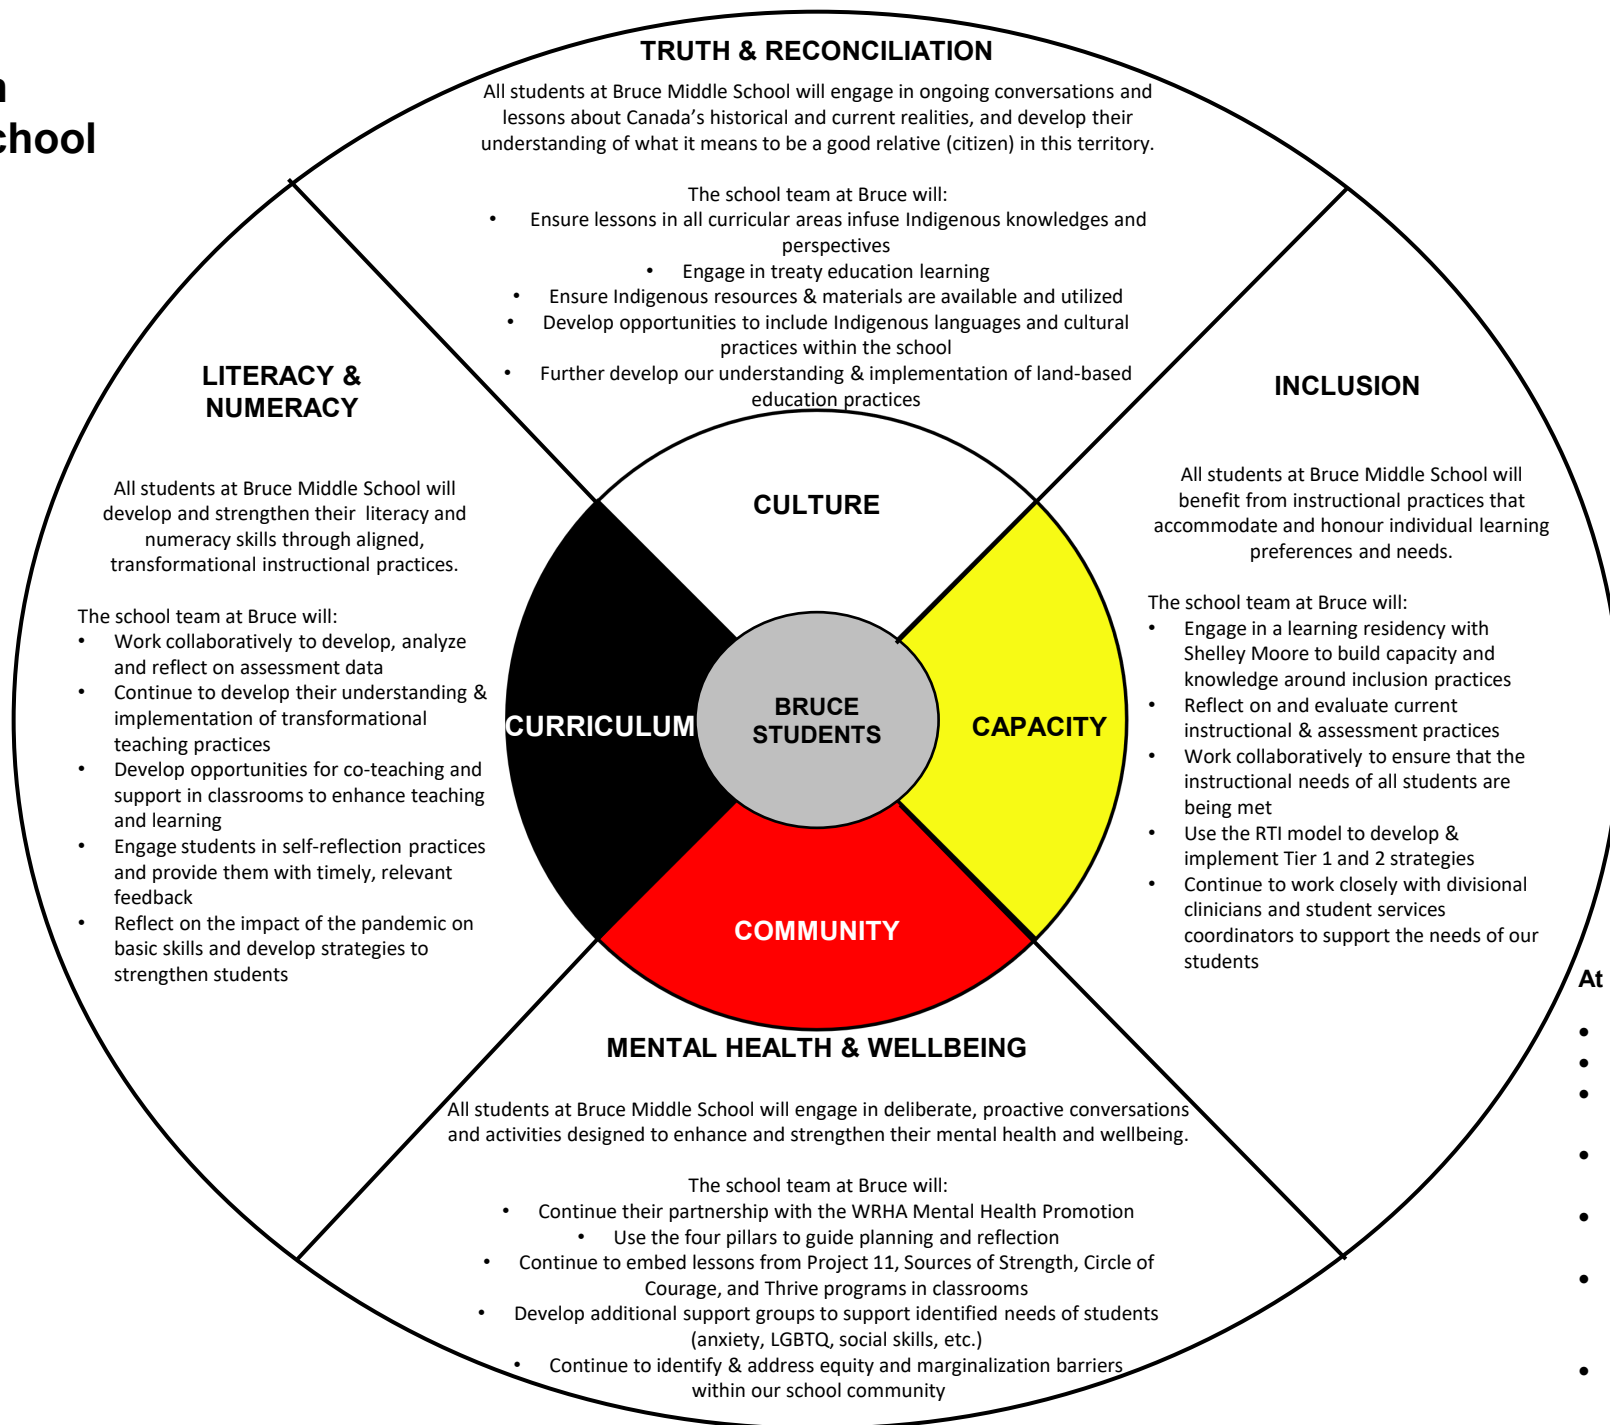 n
chool
TRUTH & RECONCILIATION
All students at Bruce Middle School will engage in ongoing conversations and
lessons about Canada’s historical and current realities, and develop their
understanding of what it means to be a good relative (citizen) in this territory.
The school team at Bruce will:
• Ensure lessons in all curricular areas infuse Indigenous knowledges and
perspectives
• Engage in treaty education learning
• Ensure Indigenous resources & materials are available and utilized
• Develop opportunities to include Indigenous languages and cultural
practices within the school
• Further develop our understanding & implementation of land-based
education practices
LITERACY &
NUMERACY
All students at Bruce Middle School will
develop and strengthen their literacy and
numeracy skills through aligned,
transformational instructional practices.
The school team at Bruce will:
• Work collaboratively to develop, analyze
and reflect on assessment data
• Continue to develop their understanding &
implementation of transformational
teaching practices
• Develop opportunities for co-teaching and
support in classrooms to enhance teaching
and learning
• Engage students in self-reflection practices
and provide them with timely, relevant
feedback
• Reflect on the impact of the pandemic on
basic skills and develop strategies to
strengthen students
CULTURE
CURRICULUM
BRUCE
STUDENTS
CAPACITY
COMMUNITY
INCLUSION
All students at Bruce Middle School will
benefit from instructional practices that
accommodate and honour individual learning
preferences and needs.
The school team at Bruce will:
• Engage in a learning residency with
Shelley Moore to build capacity and
knowledge around inclusion practices
• Reflect on and evaluate current
instructional & assessment practices
• Work collaboratively to ensure that the
instructional needs of all students are
being met
• Use the RTI model to develop &
implement Tier 1 and 2 strategies
• Continue to work closely with divisional
clinicians and student services
coordinators to support the needs of our
students
MENTAL HEALTH & WELLBEING
All students at Bruce Middle School will engage in deliberate, proactive conversations
and activities designed to enhance and strengthen their mental health and wellbeing.
The school team at Bruce will:
• Continue their partnership with the WRHA Mental Health Promotion
• Use the four pillars to guide planning and reflection
• Continue to embed lessons from Project 11, Sources of Strength, Circle of
Courage, and Thrive programs in classrooms
• Develop additional support groups to support identified needs of students
(anxiety, LGBTQ, social skills, etc.)
• Continue to identify & address equity and marginalization barriers
within our school community
At
•
•
•
•
•
•
•